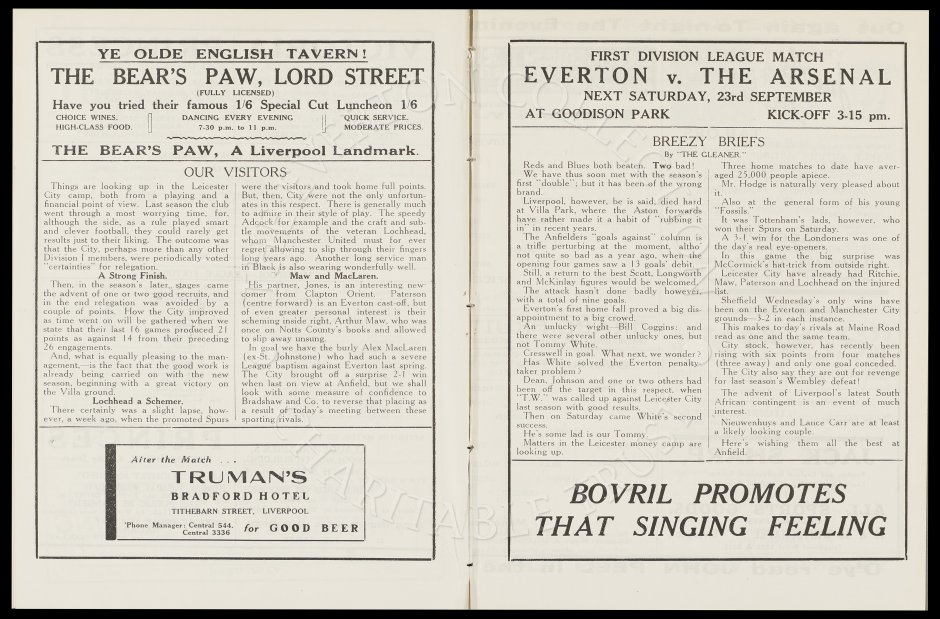 YE OLDE ENGLISH TAVERN!
THE BEAR'S PAW, LORD STREET
(FULLY LICENSED)
Have you tried their famous 1/6 Special Cut Luncheon 1/6
CHOICE WINES.
HIGH-CLASS FOOD.
DANCING EVERY EVENING
7-30 p.m. to 11 p.m.
QUICK SERVICE.
MODERATE PRICES.
THE BEAR'S PAW, A Liverpool Landmark.
OUR VISITORS
Things are looking up in the Leicester
City camp, both from a playing and a
financial point of view. Last season the club
went through a most worrying time, for,
although the side, as a rule played smart
and clever football, they could rarely get
results just to their liking. The outcome was
that the City, perhaps more than any other
Division I members, were periodically voted
"certainties" for relegation.
A Strong Finish.
Then, in the season's later stages came
the advent of one or two good recruits, and
in the end relegation was avoided by a
couple of points. How the City improved
as time went on will be gathered when we
state that their last 16 games produced 21
points as against 14 from their preceding
26 engagements.
And, what is equally pleasing to the man-
agement,—is the fact that the good work is
already being carried on with the new
season, beginning with a great victory on
the Villa ground.
Lochhead a Schemer.
There certainly was a slight lapse, how-
ever, a week ago, when the promoted Spurs
were the visitors and took home full points.
But, then, City were not the only unfortun-
ates in this respect. There is generally much
to admire in their style of play. The speedy
Adcock for example and the craft and sub-
tle movements of the veteran Lochhead,
whom Manchester United must for ever
regret allowing to slip through their fingers
long years ago. Another long service man
in Black is also wearing wonderfully well.
Maw and MacLaren.
His partner, Jones, is an interesting new-
comer from Clapton Orient. Paterson
(centre forward) is an Everton cast-off, but
of even greater personal interest is their
scheming inside right, Arthur Maw, who was
once on Notts County's books and allowed
to slip away unsung.
In goal we have the burly Alex MacLaren
(ex-St. Johnstone) who had such a severe
League baptism against Everton last spring.
The City brought off a surprise 2-1 win
when last on view at Anfield, but we shall
look with some measure of confidence to
Bradshaw and Co. to reverse that placing as
a result of today's meeting between these
sporting rivals.
After the Match ...
TRUMAN'S
BRADFORD HOTEL
TITHEBARN STREET, LIVERPOOL
'Phone Manager: Central 544.
Central 3336
for GOOD BEER
FIRST DIVISION LEAGUE MATCH
EVERTON v. THE ARSENAL
NEXT SATURDAY, 23rd SEPTEMBER
AT GOODISON PARK KICK-OFF 3-15 pm.
BREEZY BRIEFS
By "THE GLEANER."
Reds and Blues both beaten. Two bad!
We have thus soon met with the season's
first "double"; but it has been of the wrong
brand.
Liverpool, however, he is said, died hard
at Villa Park, where the Aston forwards
have rather made it a habit of "rubbing it
in" in recent years.
The Anfielders "goals against" column is
a trifle perturbing at the moment, altho'
not quite so bad as a year ago, when the
opening four games saw a 13 goals' debit.
Still, a return to the best Scott, Longworth
and McKinlay figures would be welcomed.
The attack hasn't done badly however,
with a total of nine goals.
Everton's first home fall proved a big dis-
appointment to a big crowd.
An unlucky wight—Bill Coggins: and
there were several other unlucky ones, but
not Tommy White.
Cresswell in goal. What next, we wonder?
Has White solved the Everton penalty-
taker problem?
Dean, Johnson and one or two others had
been off the target in this respect, when
"T.W." was called up against Leicester City
last season with good results.
Then on Saturday came White's second
success.
He's some lad is our Tommy.
Matters in the Leicester money camp are
looking up.
Three home matches to date have aver-
aged 25,000 people apiece.
Mr. Hodge is naturally very pleased about
it.
Also at the general form of his young
"Fossils."
It was Tottenham's lads, however, who
won their Spurs on Saturday.
A 3-1 win for the Londoners was one of
the day's real eye-openers.
In this game the big surprise was
McCormick's hat-trick from outside right.
Leicester City have already had Ritchie,
Maw, Paterson and Lochhead on the injured
list.
Sheffield Wednesday's only wins have
been on the Everton and Manchester City
grounds—3-2 in each instance.
This makes to-day's rivals at Maine Road
read as one and the same team.
City stock, however, has recently been
rising with six points from four matches
(three away) and only one goal conceded.
The City also say they are out for revenge
for last season's Wembley defeat!
The advent of Liverpool's latest South
African contingent is an event of much
interest.
Nieuwenhuys and Lance Carr are at least
a likely looking couple.
Here's wishing them all the best at
Anfield.
BOVRIL PROMOTES
THAT SINGING FEELING